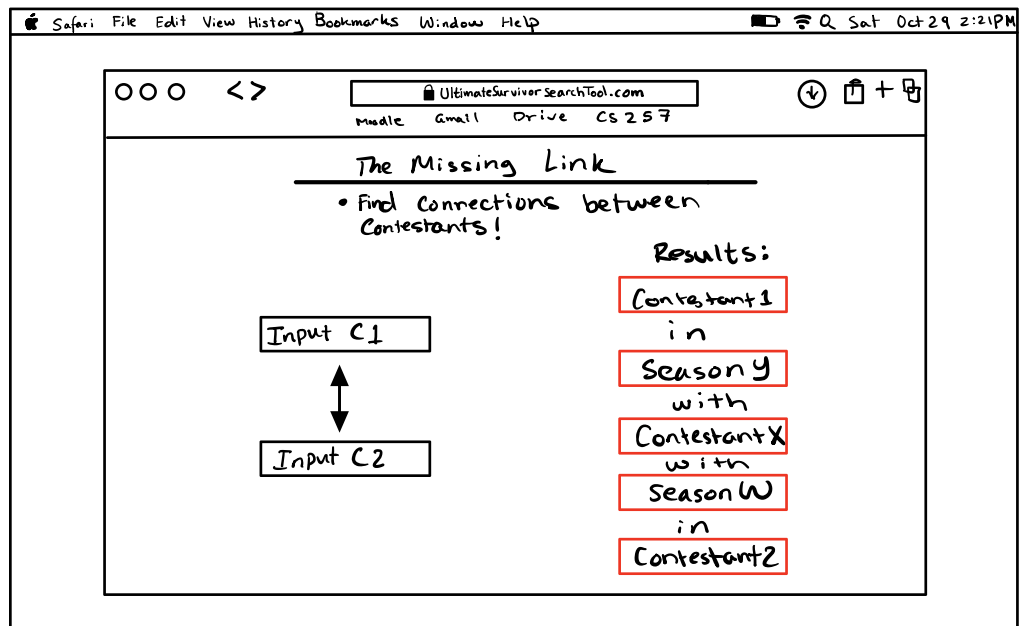 Safari File Edit View History Bookmarks Window Help Sat Oct 29 2:21PM
UltimateSurvivorSearchTool.com
Moodle Gmail Drive CS257
The Missing Link
• Find Connections between
Contestants!
Results:
Contestant1
in
Season Y
with
Contestant X
with
Season W
in
Contestant2
Input C1
Input C2